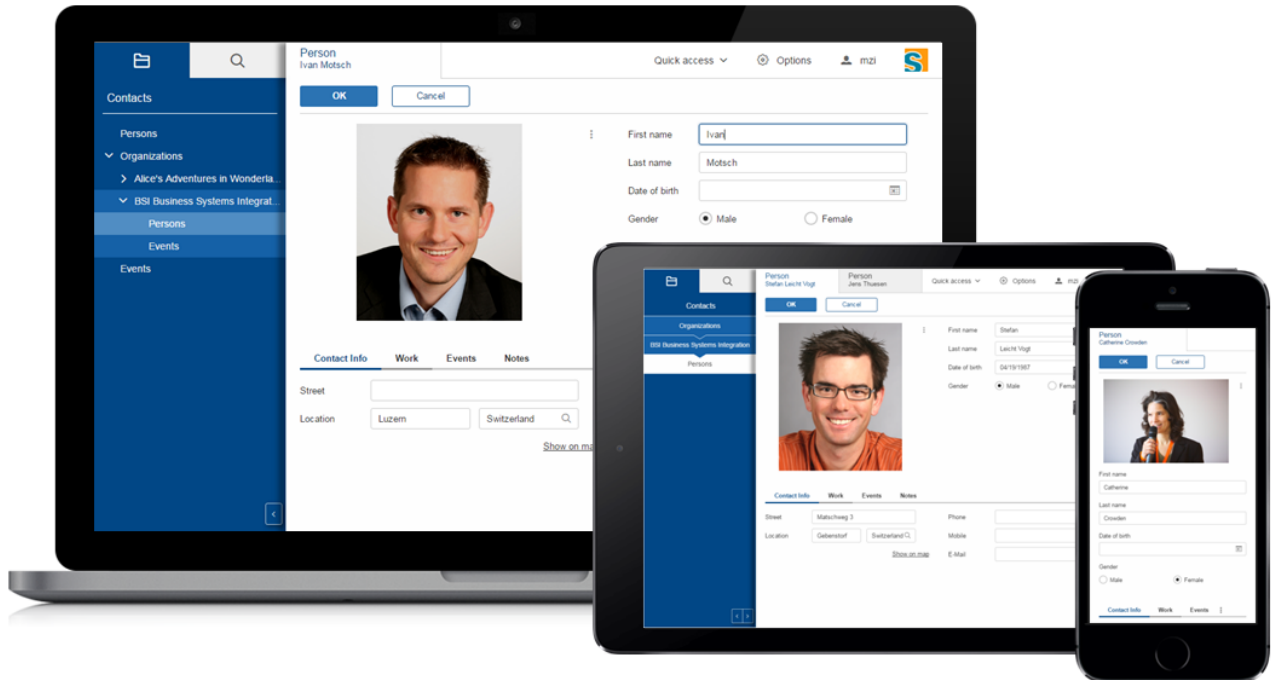 Person
Ivan Motsch
Quick access
Options
mzi
S
Contacts
OK
Cancel
Persons
Organizations
Alice's Adventures in Wonderla...
BSI Business Systems Integrat...
Persons
Events
Events
First name
Ivan
Last name
Motsch
Date of birth
Gender
Male
Female
Contact Info
Work
Events
Notes
Street
Location
Luzern
Switzerland
Show on ma
Person
Stefan Leicht Vogt
Person
Jens Thuesen
Quick access
Options
mzi
Contacts
OK
Cancel
Organizations
BSI Business Systems Integration
Persons
First name
Stefan
Last name
Leicht Vogt
Date of birth
04/19/1967
Gender
Male
Fema
Contact Info
Work
Events
Notes
Street
Matschweg 3
Phone
Location
Gebenstorf
Switzerland
Mobile
Show on map
E-Mail
Person
Catherine Crowden
OK
Cancel
First name
Catherine
Last name
Crowden
Date of birth
Gender
Male
Female
Contact Info
Work
Events